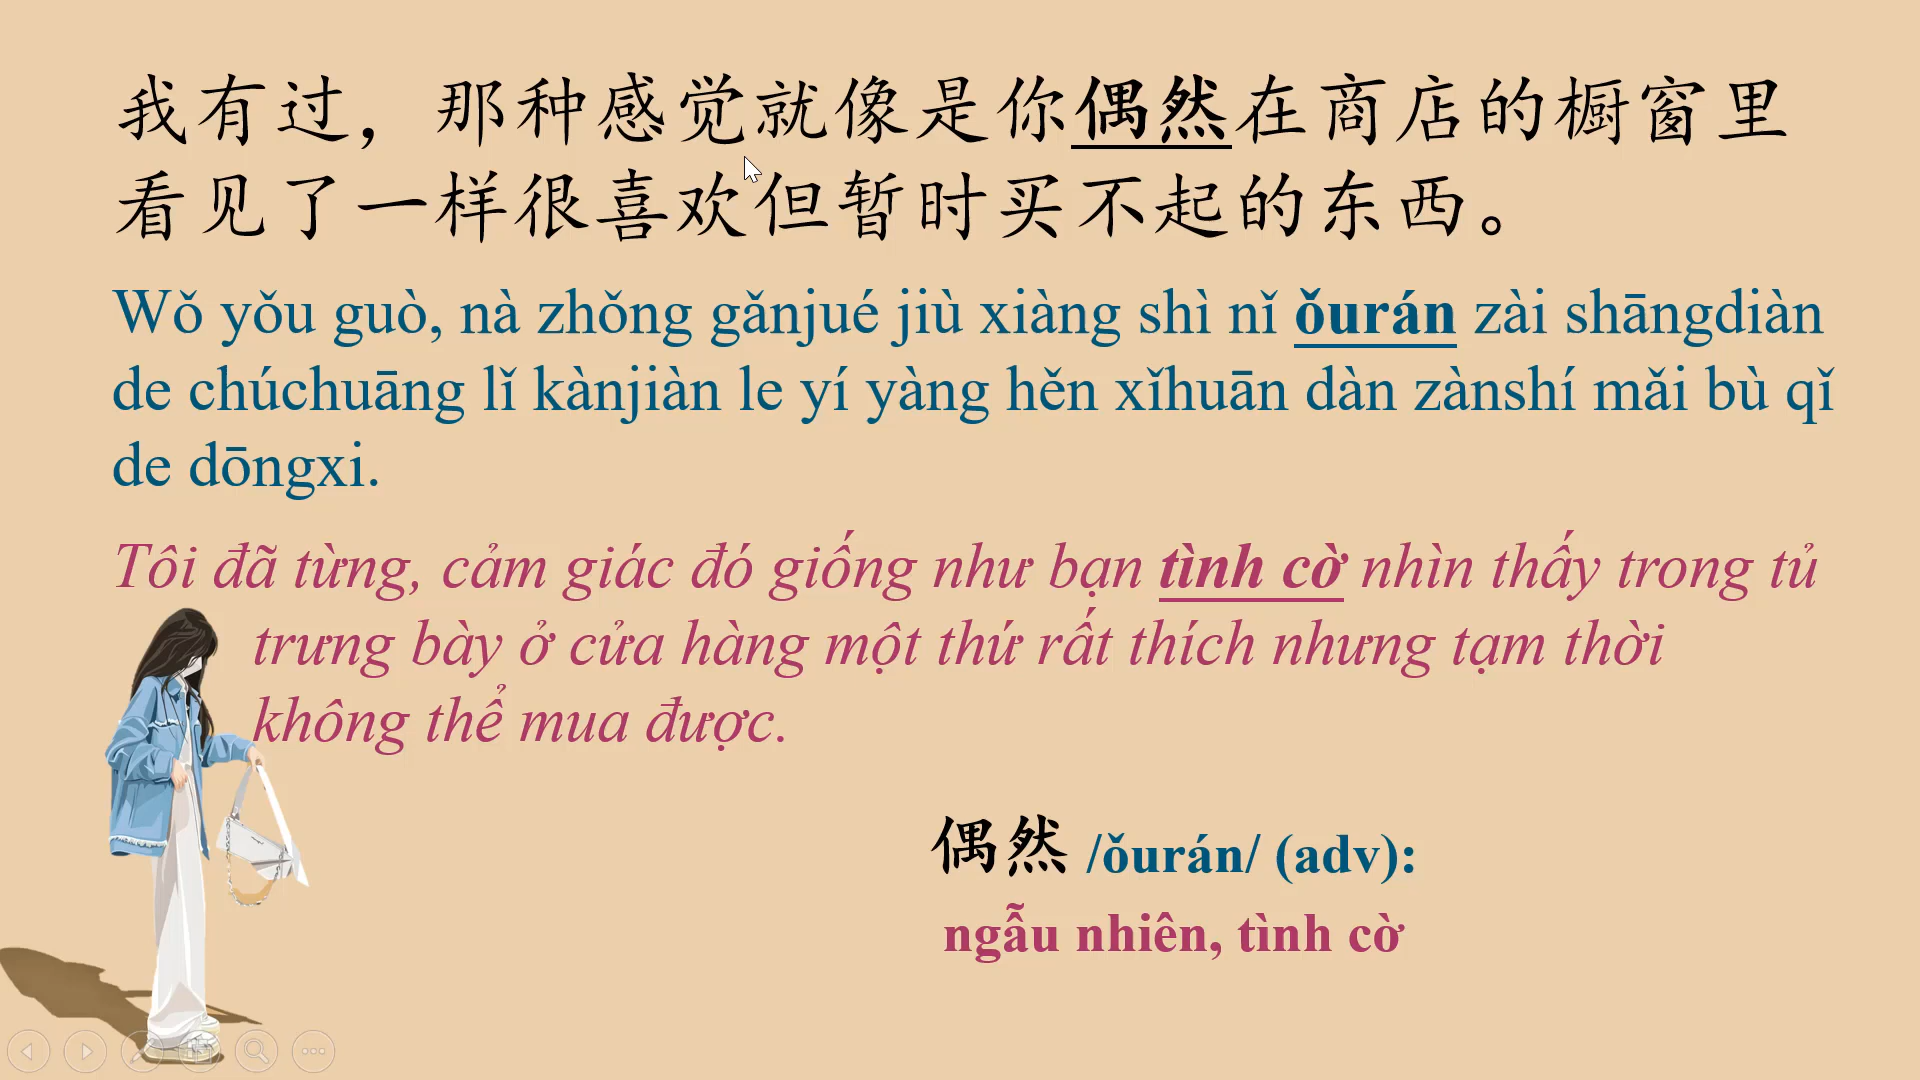 我有过，那种感觉就像是你偶然在商店的橱窗里
看见了一样很喜欢但暂时买不起的东西。
Wǒ yǒu guò, nà zhǒng gǎnjué jiù xiàng shì nǐ ǒurán zài shāngdiàn
de chúchuāng lǐ kànjiàn le yí yàng hěn xǐhuān dàn zànshí mǎi bù qǐ
de dōngxi.
Tôi đã từng, cảm giác đó giống như bạn tình cờ nhìn thấy trong tủ
trưng bày ở cửa hàng một thứ rất thích nhưng tạm thời
không thể mua được.
偶然 /ǒurán/ (adv):
ngẫu nhiên, tình cờ